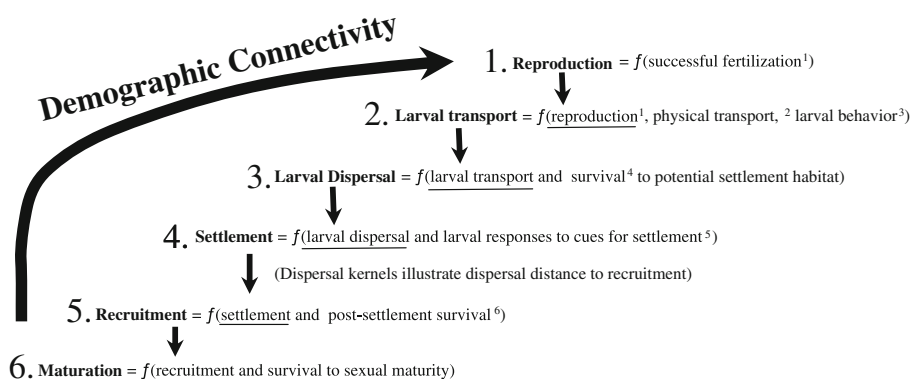 Demographic Connectivity
1. Reproduction = f(successful fertilization¹)
2. Larval transport = f(reproduction¹, physical transport, ² larval behavior³)
3. Larval Dispersal = f(larval transport and survival⁴ to potential settlement habitat)
4. Settlement = f(larval dispersal and larval responses to cues for settlement⁵)
(Dispersal kernels illustrate dispersal distance to recruitment)
5. Recruitment = f(settlement and post-settlement survival⁶)
6. Maturation = f(recruitment and survival to sexual maturity)